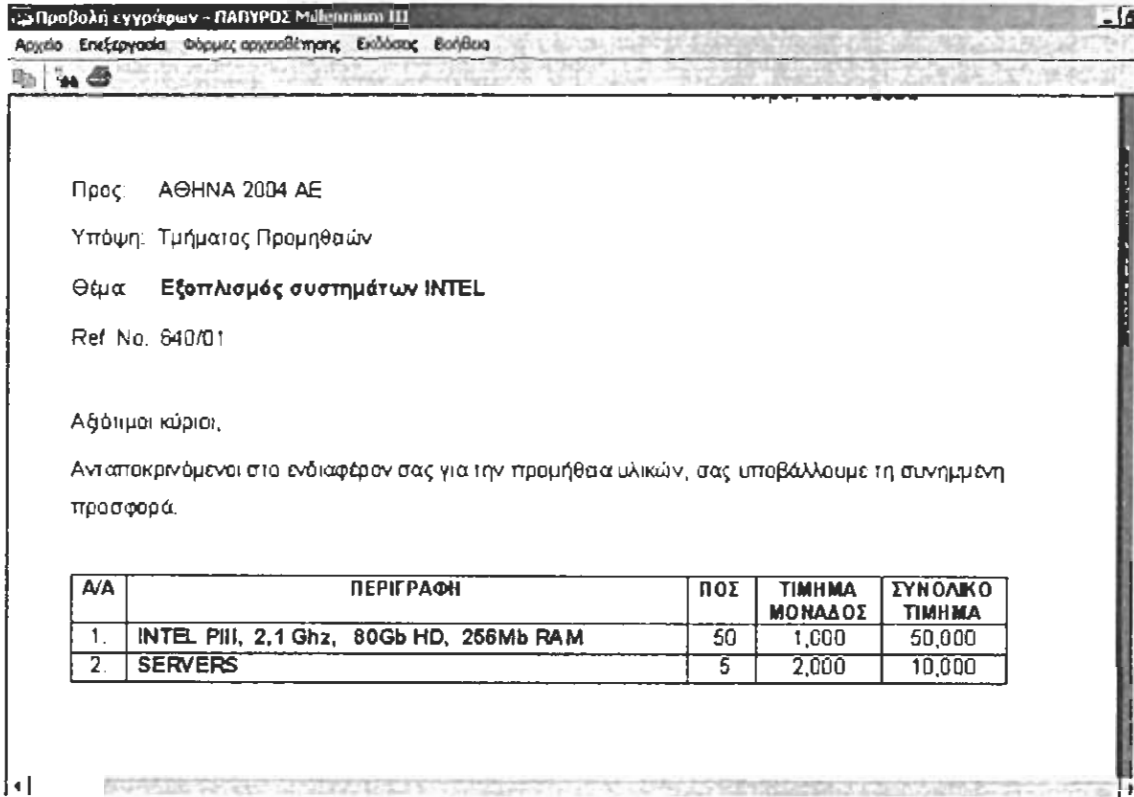 Προβολή εγγράφων - ΠΑΠΥΡΟΣ Millennium III
Αρχείο Επεξεργασία Φόρμες αρχειοθέτησης Εκδόσεις Βοήθεια
Προς: ΑΘΗΝΑ 2004 ΑΕ
Υπόψη: Τμήματος Προμηθειών
Θέμα: Εξοπλισμός συστημάτων INTEL
Ref No. 640/01
Αξιότιμοι κύριοι,
Ανταποκρινόμενοι στο ενδιαφέρον σας για την προμήθεια υλικών, σας υποβάλλουμε τη συνημμένη
προσφορά.
Α/Α ΠΕΡΙΓΡΑΦΗ ΠΟΣ ΤΙΜΗΜΑ ΜΟΝΑΔΟΣ ΣΥΝΟΛΙΚΟ ΤΙΜΗΜΑ
1. INTEL PIII, 2,1 Ghz, 80Gb HD, 256Mb RAM 50 1,000 50,000
2. SERVERS 5 2,000 10,000